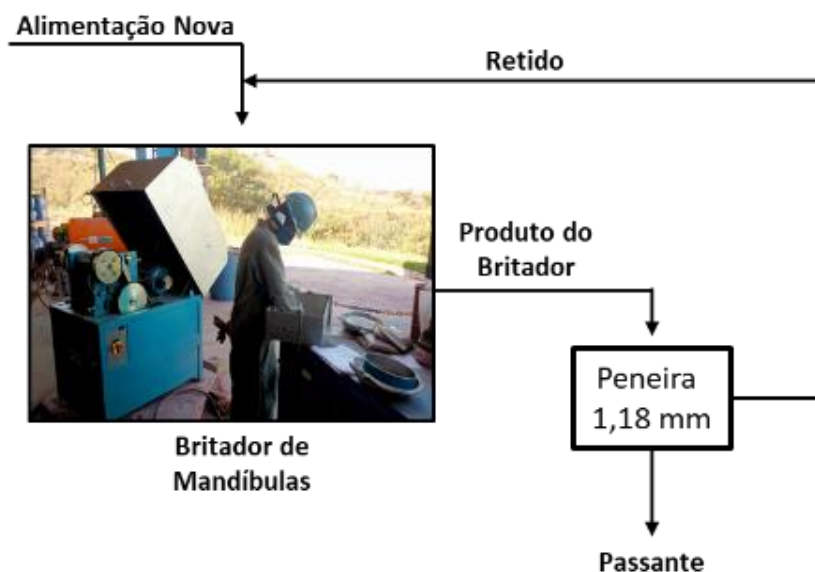 Alimentação Nova
Retido
Produto do
Britador
Peneira
1,18 mm
Britador de
Mandíbulas
Passante